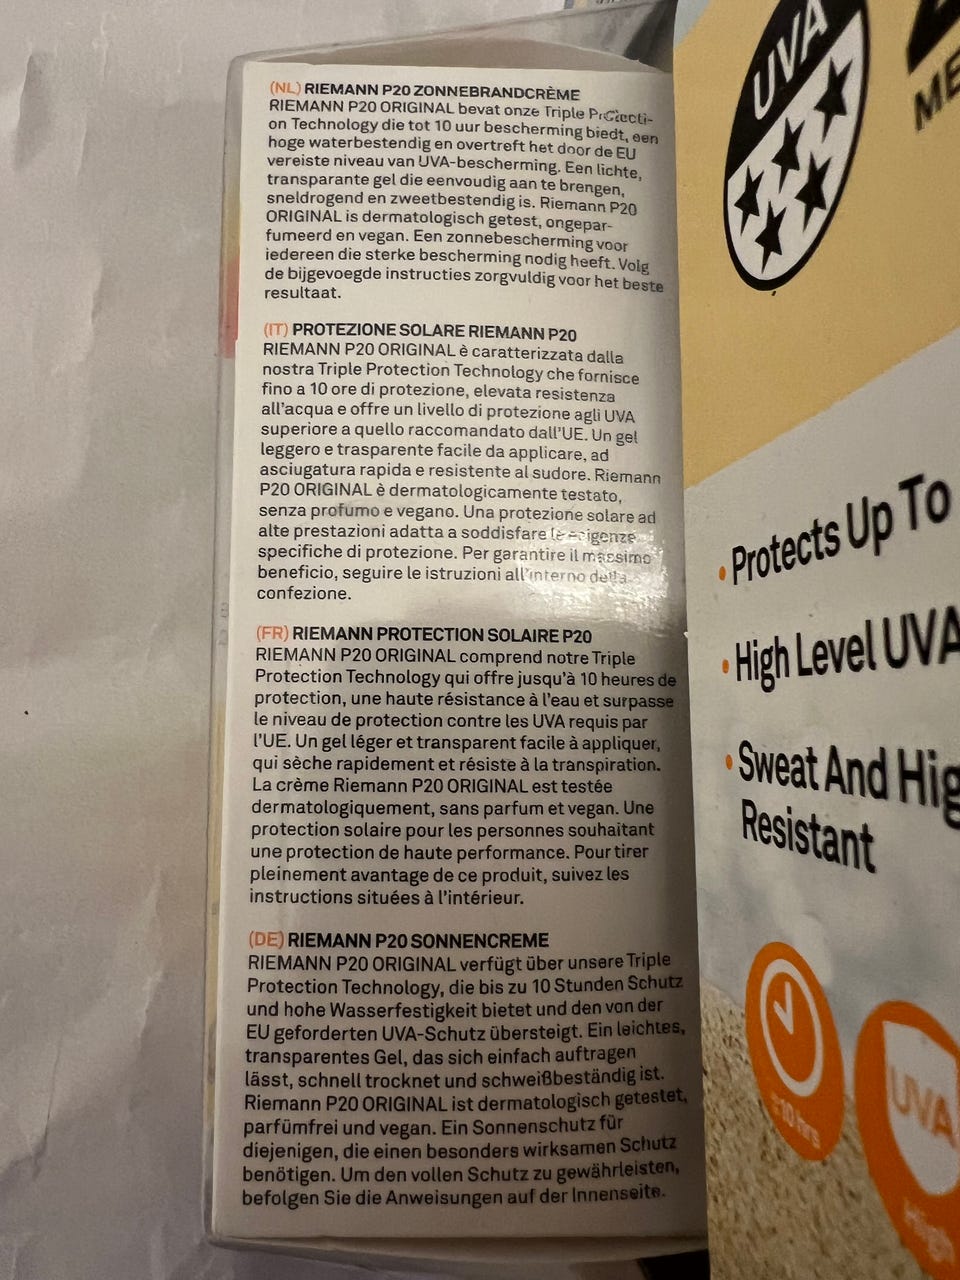 (NL) RIEMANN P20 ZONNEBRANDCRÈME
RIEMANN P20 ORIGINAL bevat onze Triple Protecti-
on Technology die tot 10 uur bescherming biedt, een
hoge waterbestendig en overtreft het door de EU
vereiste niveau van UVA-bescherming. Een lichte,
transparante gel die eenvoudig aan te brengen,
sneldrogend en zweetbestendig is. Riemann P20
ORIGINAL is dermatologisch getest, ongepar-
fumeerd en vegan. Een zonnebescherming voor
iedereen die sterke bescherming nodig heeft. Volg
de bijgevoegde instructies zorgvuldig voor het beste
resultaat.
(IT) PROTEZIONE SOLARE RIEMANN P20
RIEMANN P20 ORIGINAL è caratterizzata dalla
nostra Triple Protection Technology che fornisce
fino a 10 ore di protezione, elevata resistenza
all'acqua e offre un livello di protezione agli UVA
superiore a quello raccomandato dall'UE. Un gel
leggero e trasparente facile da applicare, ad
asciugatura rapida e resistente al sudore. Riemann
P20 ORIGINAL è dermatologicamente testato,
senza profumo e vegano. Una protezione solare ad
alte prestazioni adatta a soddisfare le esigenze
specifiche di protezione. Per garantire il massimo
beneficio, seguire le istruzioni all'interno della
confezione.
(FR) RIEMANN PROTECTION SOLAIRE P20
RIEMANN P20 ORIGINAL comprend notre Triple
Protection Technology qui offre jusqu'à 10 heures de
protection, une haute résistance à l'eau et surpasse
le niveau de protection contre les UVA requis par
l'UE. Un gel léger et transparent facile à appliquer,
qui sèche rapidement et résiste à la transpiration.
La crème Riemann P20 ORIGINAL est testée
dermatologiquement, sans parfum et vegan. Une
protection solaire pour les personnes souhaitant
une protection de haute performance. Pour tirer
pleinement avantage de ce produit, suivez les
instructions situées à l'intérieur.
(DE) RIEMANN P20 SONNENCREME
RIEMANN P20 ORIGINAL verfügt über unsere Triple
Protection Technology, die bis zu 10 Stunden Schutz
und hohe Wasserfestigkeit bietet und den von der
EU geforderten UVA-Schutz übersteigt. Ein leichtes,
transparentes Gel, das sich einfach auftragen
lässt, schnell trocknet und schweißbeständig ist.
Riemann P20 ORIGINAL ist dermatologisch getestet,
parfümfrei und vegan. Ein Sonnenschutz für
diejenigen, die einen besonders wirksamen Schutz
benötigen. Um den vollen Schutz zu gewährleisten,
befolgen Sie die Anweisungen auf der Innenseite.
UVA
ME
• Protects Up To
• High Level UVA
• Sweat And Hig
Resistant
10 hrs
UVA
High